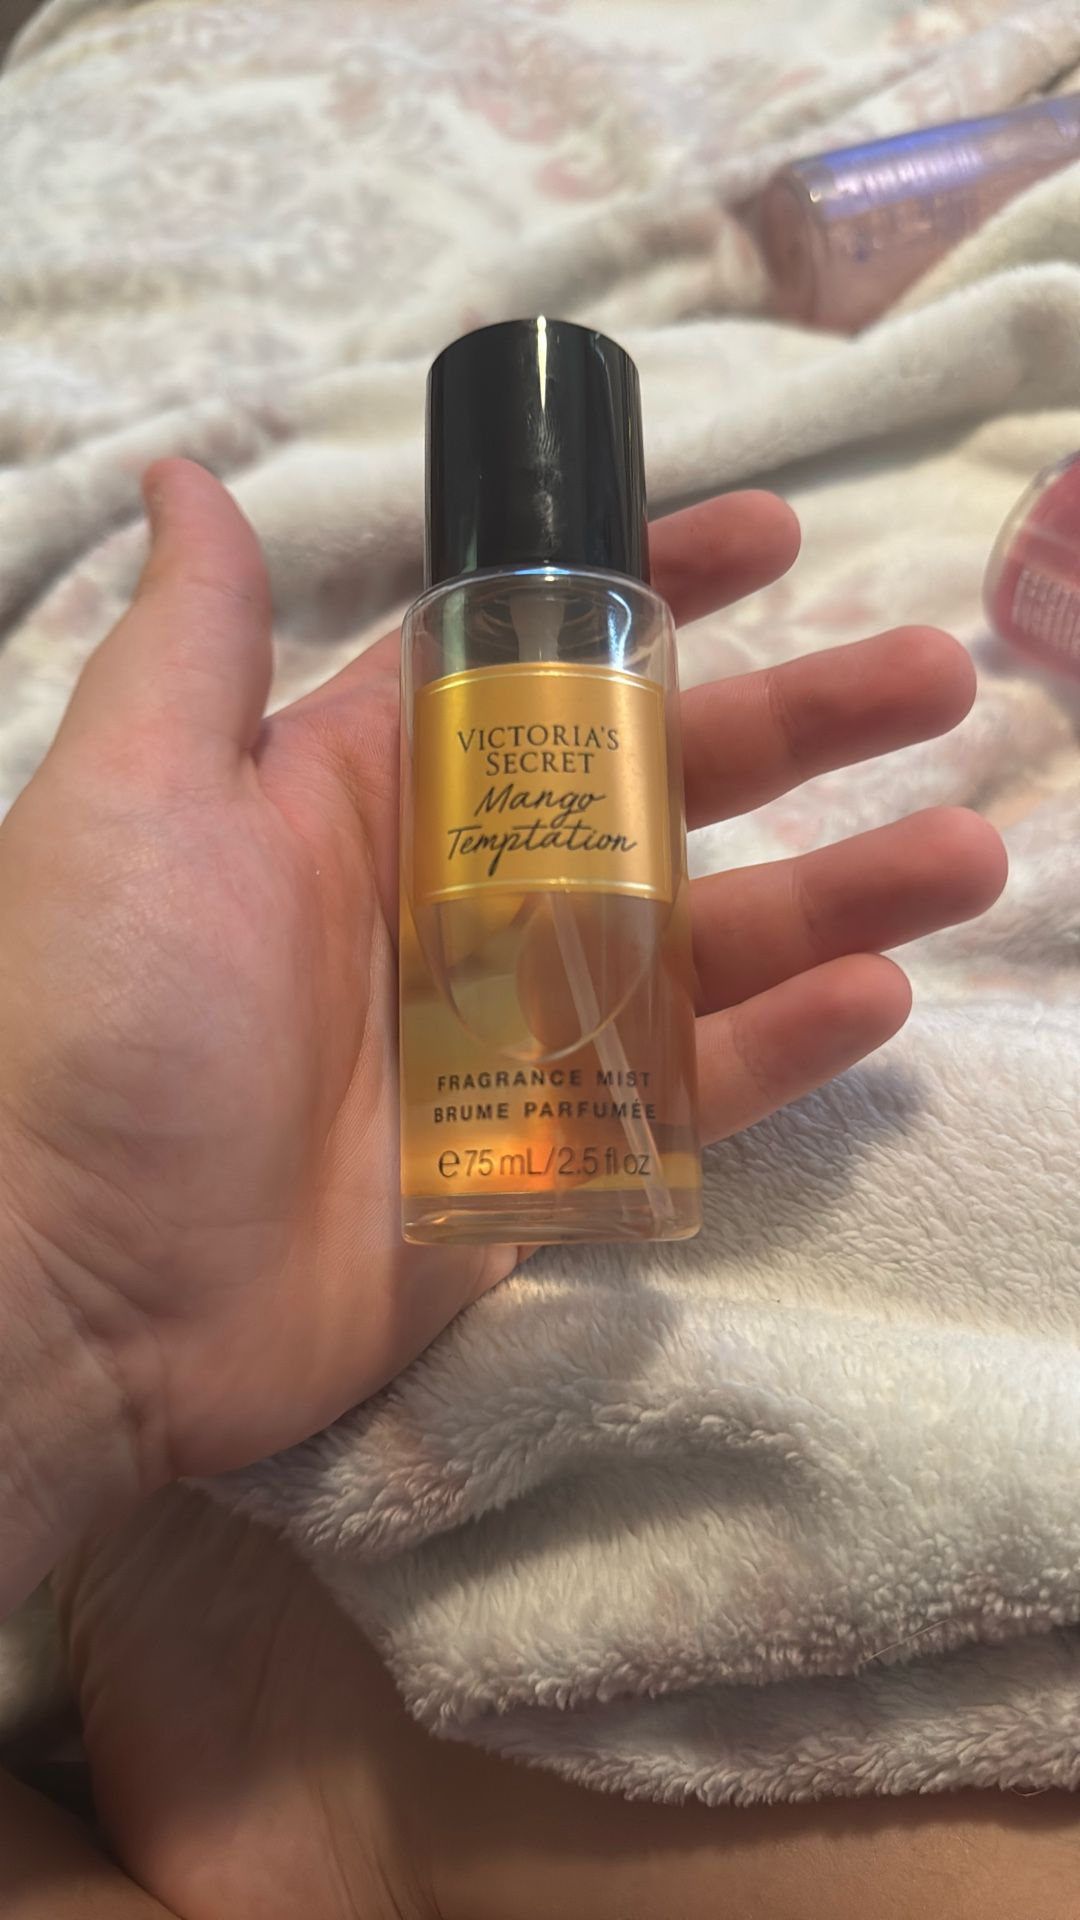 VICTORIA'S
SECRET
Mango
Temptation
FRAGRANCE MIST
BRUME PARFUMÉE
℮75 mL/2.5 fl oz